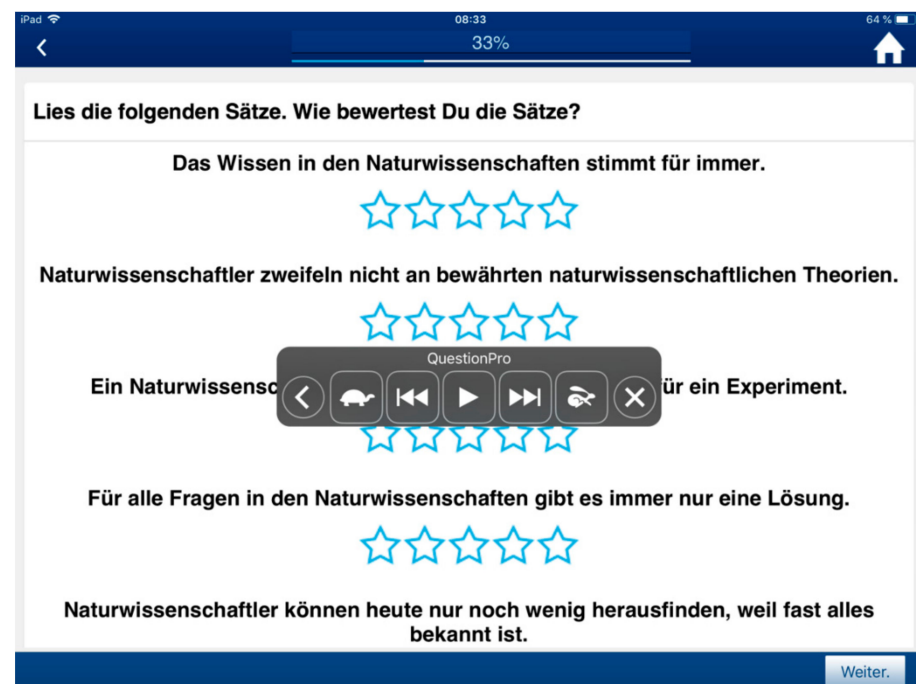 iPad 08:33 64 %
33%
Lies die folgenden Sätze. Wie bewertest Du die Sätze?
Das Wissen in den Naturwissenschaften stimmt für immer.
Naturwissenschaftler zweifeln nicht an bewährten naturwissenschaftlichen Theorien.
QuestionPro
Ein für ein Experiment.
Für alle Fragen in den Naturwissenschaften gibt es immer nur eine Lösung.
Naturwissenschaftler können heute nur noch wenig herausfinden, weil fast alles
bekannt ist.
Weiter.